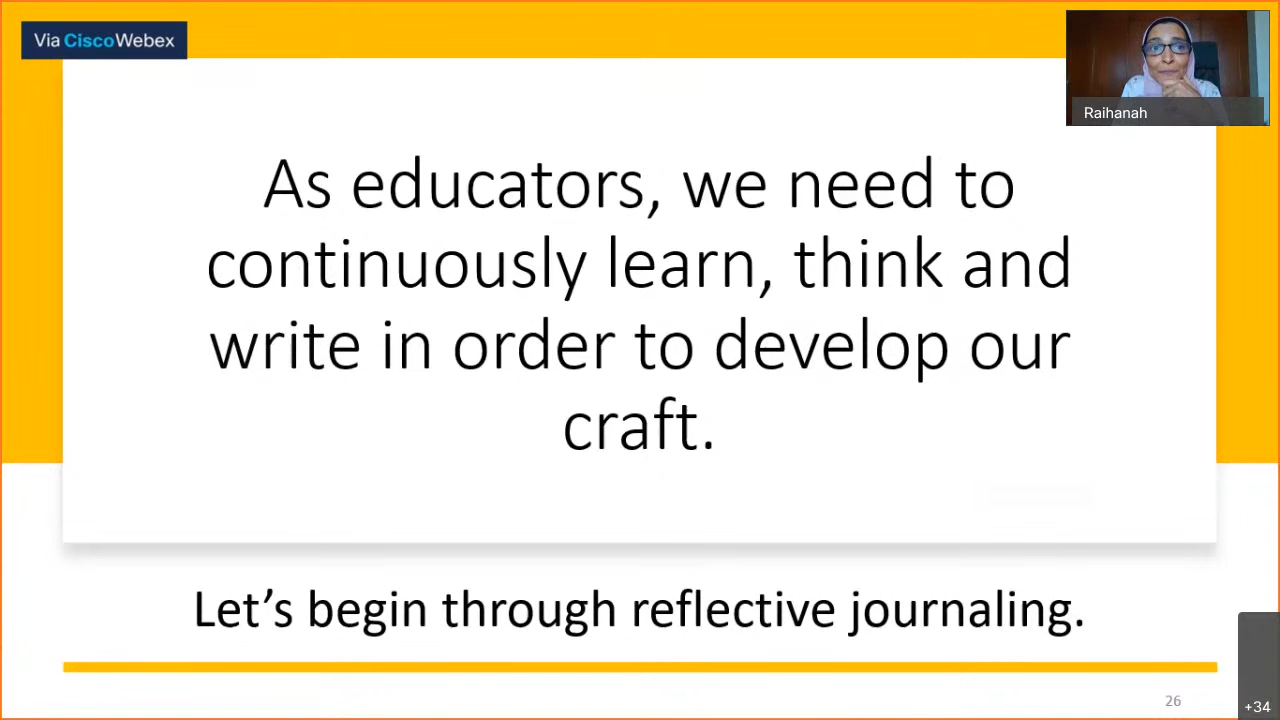 Via CiscoWebex
Raihanah
As educators, we need to
continuously learn, think and
write in order to develop our
craft.
Let’s begin through reflective journaling.
26
+34